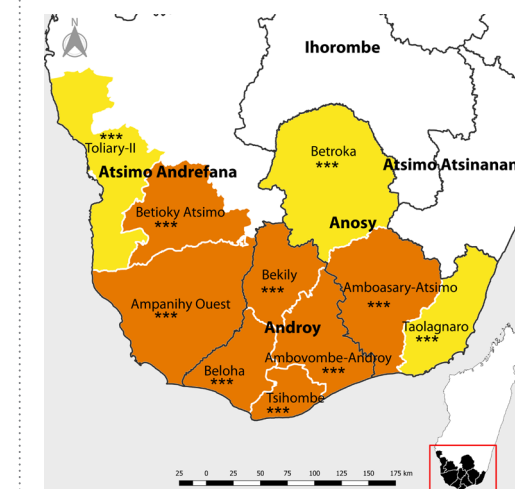 N
Ihorombe
***
Toliary-II
Betroka
***
Atsimo Atsinanan
Atsimo Andrefana
Betioky Atsimo
***
Anosy
Bekily
***
Amboasary-Atsimo
***
Ampanihy Ouest
***
Taolagnaro
***
Androy
Ambovombe-Androy
***
Beloha
***
Tsihombe
***
25 0 25 50 75 100 125 150 175 km